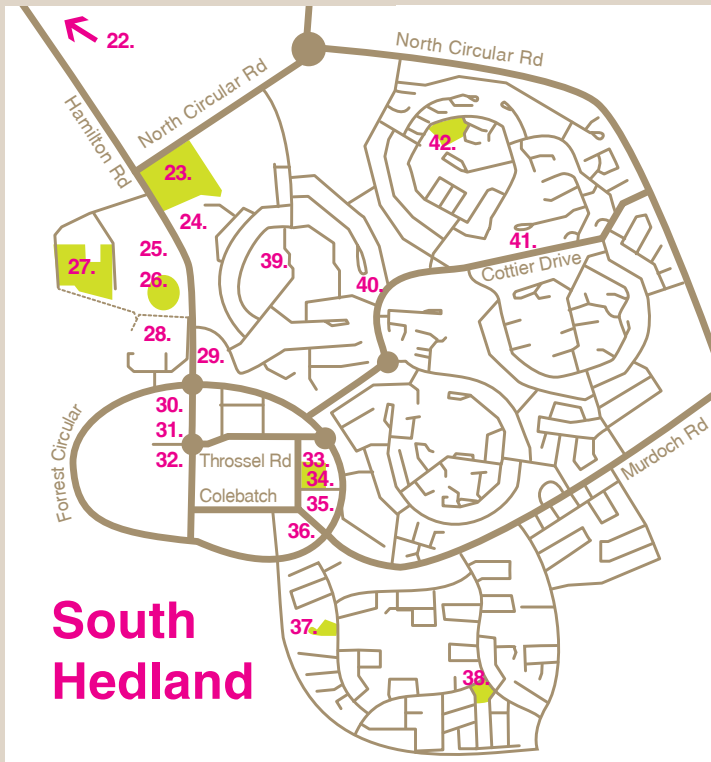 22.
North Circular Rd
North Circular Rd
Hamilton Rd
42.
23.
24.
25.
41.
27.
26.
39.
40.
Cottier Drive
28.
29.
30.
31.
32.
Forrest Circular
Throssel Rd
33.
34.
Colebatch
35.
36.
Murdoch Rd
37.
38.
South
Hedland